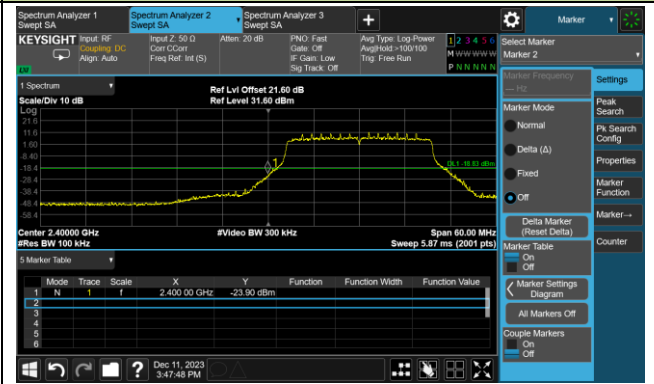 Spectrum Analyzer 1
Swept SA
Spectrum Analyzer 2
Swept SA
Spectrum Analyzer 3
Swept SA
Marker
KEYSIGHT
Input: RF
Coupling: DC
Align: Auto
Input Z: 50 Ω
Corr CCorr
Freq Ref: Int (S)
Atten: 20 dB
PNO: Fast
Gate: Off
IF Gain: Low
Sig Track: Off
Avg Type: Log-Power
Avg|Hold:>100/100
Trig: Free Run
1 2 3 4 5 6
M W W W W W
P N N N N N
Select Marker
Marker 2
1 Spectrum
Scale/Div 10 dB
Ref Lvl Offset 21.60 dB
Ref Level 31.60 dBm
Log
21.6
11.6
1.60
-8.40
-18.4
-28.4
-38.4
-48.4
-58.4
1
DL1 -18.83 dBm
Center 2.40000 GHz
#Res BW 100 kHz
#Video BW 300 kHz
Span 60.00 MHz
Sweep 5.87 ms (2001 pts)
5 Marker Table
Mode Trace Scale X Y Function Function Width Function Value
1 N 1 f 2.400 00 GHz -23.90 dBm
2
3
4
5
6
Marker Frequency
--- Hz
Marker Mode
Normal
Delta (Δ)
Fixed
Off
Delta Marker
(Reset Delta)
Marker Table
On
Off
Marker Settings
Diagram
All Markers Off
Couple Markers
On
Off
Settings
Peak
Search
Pk Search
Config
Properties
Marker
Function
Marker→
Counter
?
Dec 11, 2023
3:47:48 PM